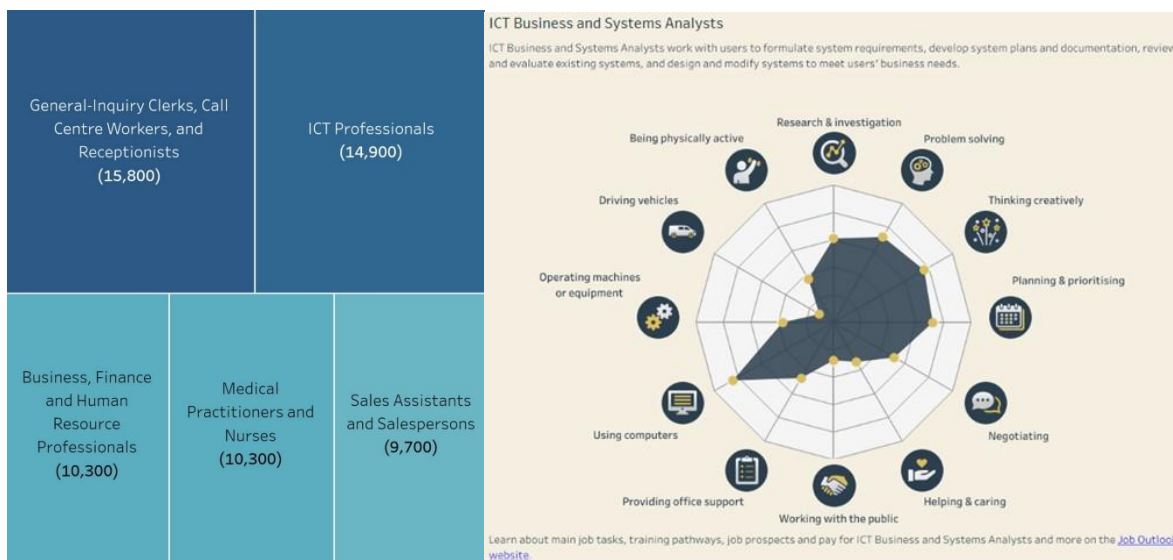 General-Inquiry Clerks, Call
Centre Workers, and
Receptionists
(15,800)
ICT Professionals
(14,900)
Business, Finance
and Human
Resource
Professionals
(10,300)
Medical
Practitioners and
Nurses
(10,300)
Sales Assistants
and Salespersons
(9,700)
ICT Business and Systems Analysts
ICT Business and Systems Analysts work with users to formulate system requirements, develop system plans and documentation, review
and evaluate existing systems, and design and modify systems to meet users' business needs.
Research & investigation
Being physically active
Problem solving
Driving vehicles
Thinking creatively
Operating machines
or equipment
Planning & prioritising
Using computers
Negotiating
Providing office support
Helping & caring
Working with the public
Learn about main job tasks, training pathways, job prospects and pay for ICT Business and Systems Analysts and more on the Job Outlook
website.